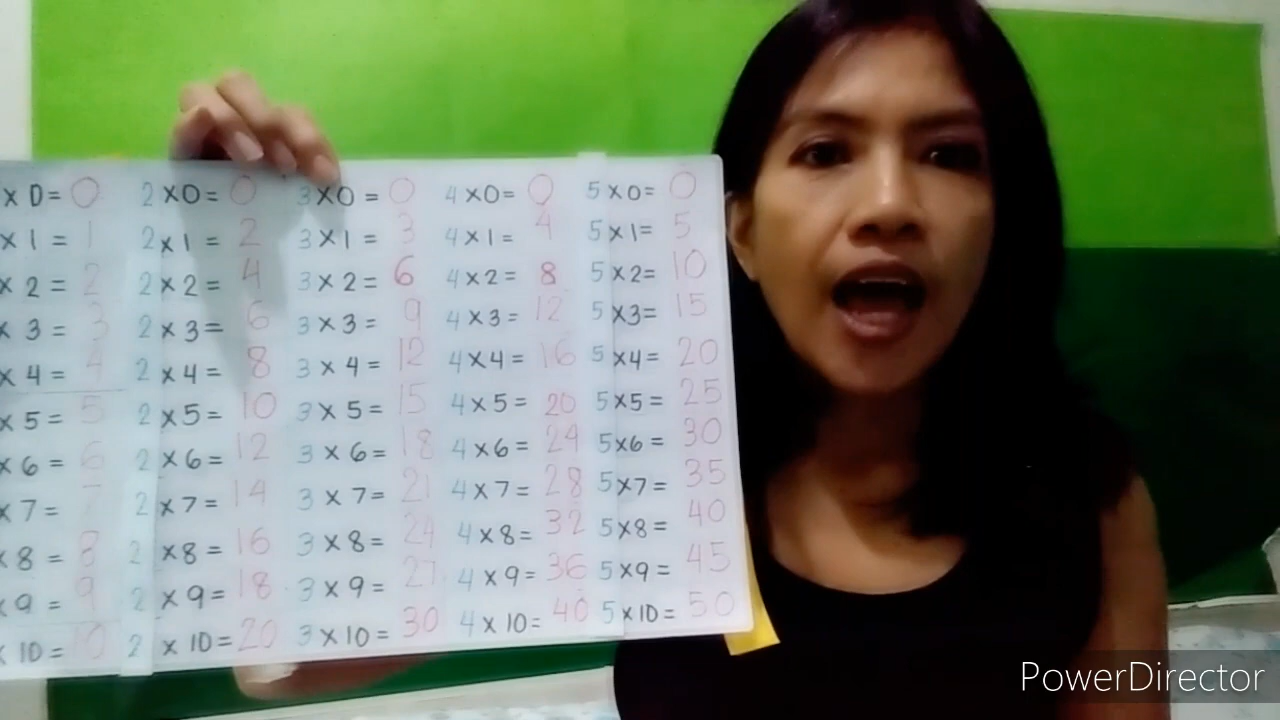 x 0 = 0 2 x 0 = 0 3 x 0 = 0 4 x 0 = 0 5 x 0 = 0
x 1 = 1 2 x 1 = 2 3 x 1 = 3 4 x 1 = 4 5 x 1 = 5
x 2 = 2 2 x 2 = 4 3 x 2 = 6 4 x 2 = 8 5 x 2 = 10
x 3 = 3 2 x 3 = 6 3 x 3 = 9 4 x 3 = 12 5 x 3 = 15
x 4 = 4 2 x 4 = 8 3 x 4 = 12 4 x 4 = 16 5 x 4 = 20
x 5 = 5 2 x 5 = 10 3 x 5 = 15 4 x 5 = 20 5 x 5 = 25
x 6 = 6 2 x 6 = 12 3 x 6 = 18 4 x 6 = 24 5 x 6 = 30
x 7 = 7 2 x 7 = 14 3 x 7 = 21 4 x 7 = 28 5 x 7 = 35
x 8 = 8 2 x 8 = 16 3 x 8 = 24 4 x 8 = 32 5 x 8 = 40
x 9 = 9 2 x 9 = 18 3 x 9 = 27 4 x 9 = 36 5 x 9 = 45
x 10 = 10 2 x 10 = 20 3 x 10 = 30 4 x 10 = 40 5 x 10 = 50
PowerDirector